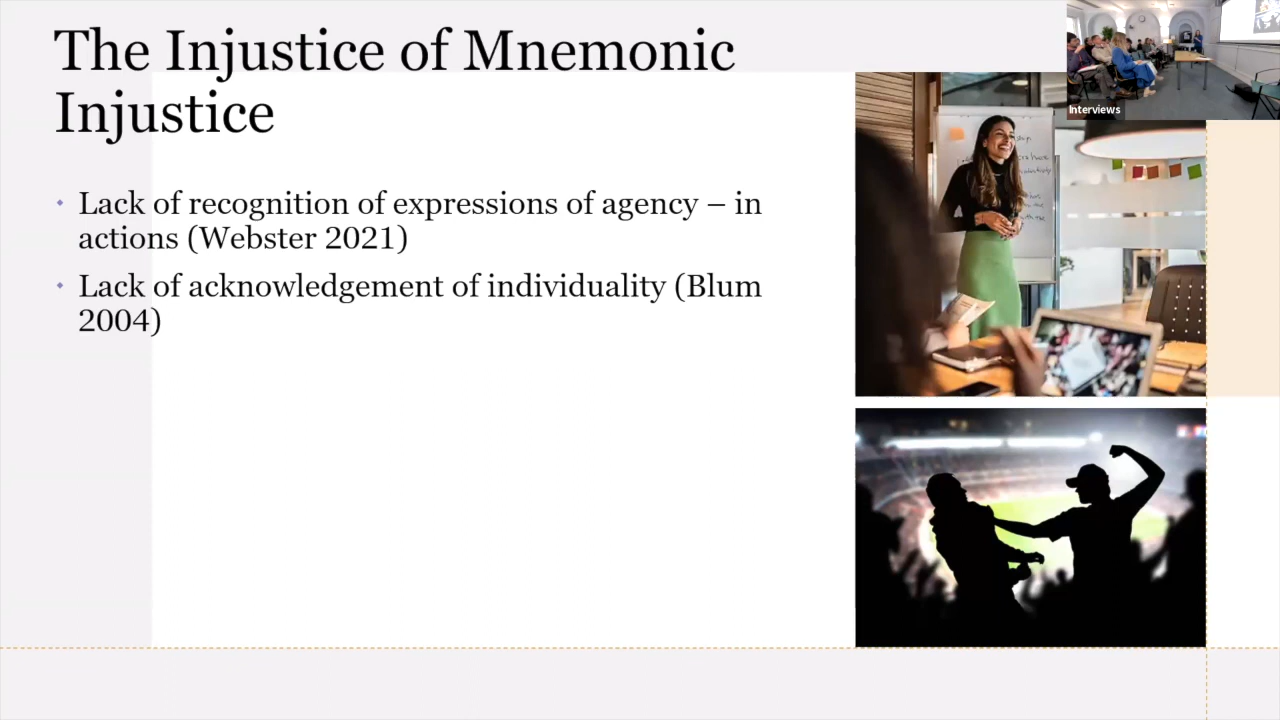 The Injustice of Mnemonic
Injustice
Interviews
• Lack of recognition of expressions of agency – in
actions (Webster 2021)
• Lack of acknowledgement of individuality (Blum
2004)